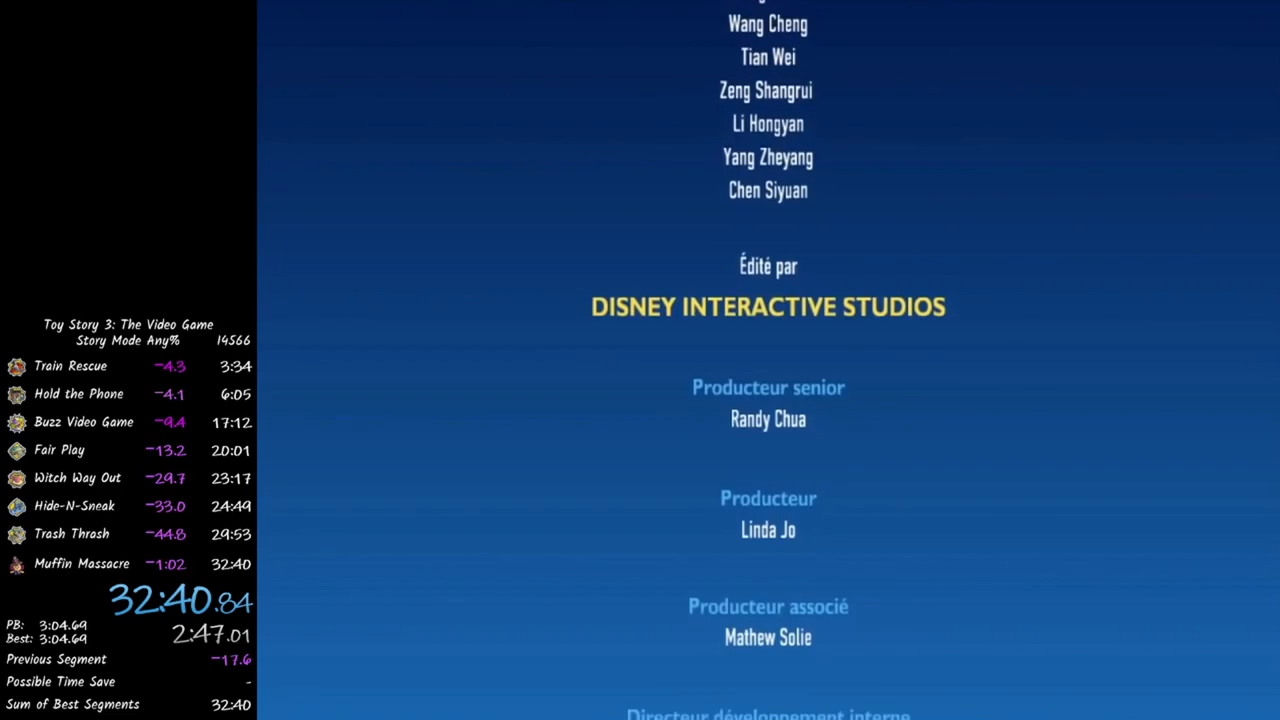 Toy Story 3: The Video Game
Story Mode Any% 14566
Train Rescue -4.3 3:34
Hold the Phone -4.1 6:05
Buzz Video Game -9.4 17:12
Fair Play -13.2 20:01
Witch Way Out -29.7 23:17
Hide-N-Sneak -33.0 24:49
Trash Thrash -44.8 29:53
Muffin Massacre -1:02 32:40
32:40.84
PB: 3:04.69
Best: 3:04.69
2:47.01
Previous Segment -17.6
Possible Time Save -
Sum of Best Segments 32:40
Wang Cheng
Tian Wei
Zeng Shangrui
Li Hongyan
Yang Zheyang
Chen Siyuan
Édité par
DISNEY INTERACTIVE STUDIOS
Producteur senior
Randy Chua
Producteur
Linda Jo
Producteur associé
Mathew Solie
Directeur développement interne